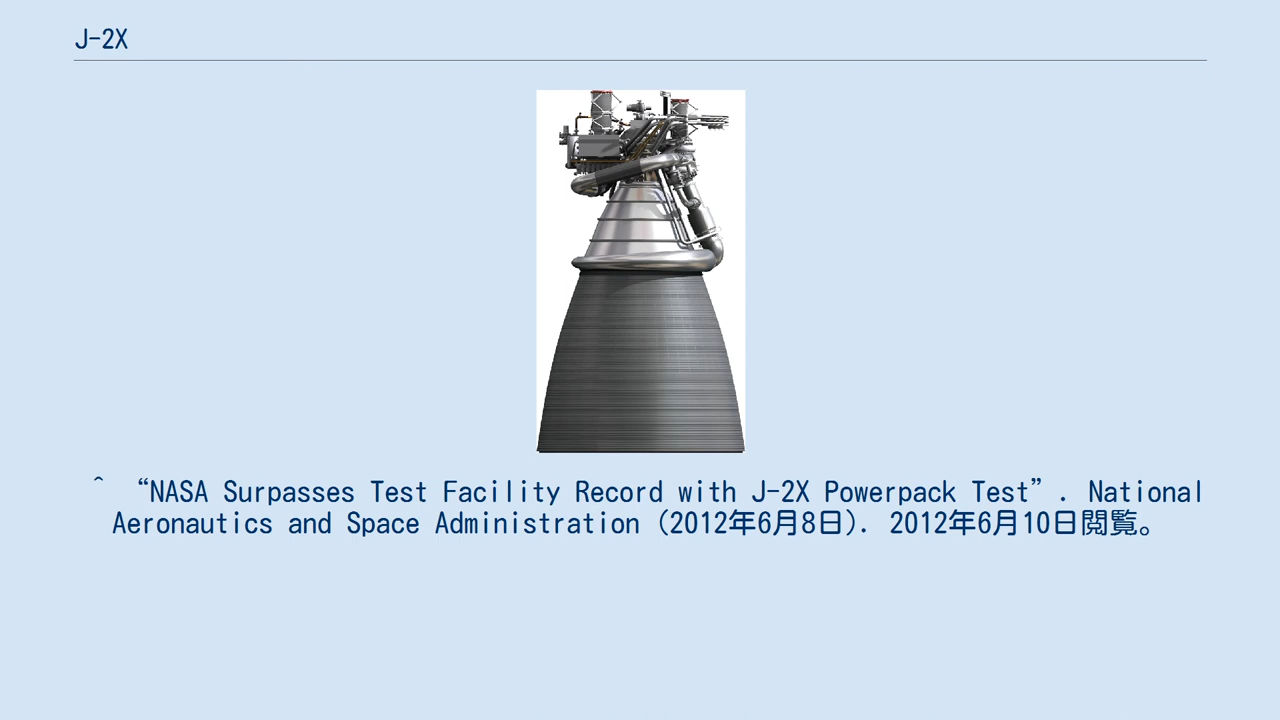 J-2X
^ “NASA Surpasses Test Facility Record with J-2X Powerpack Test”. National
Aeronautics and Space Administration (2012年6月8日). 2012年6月10日閲覧。